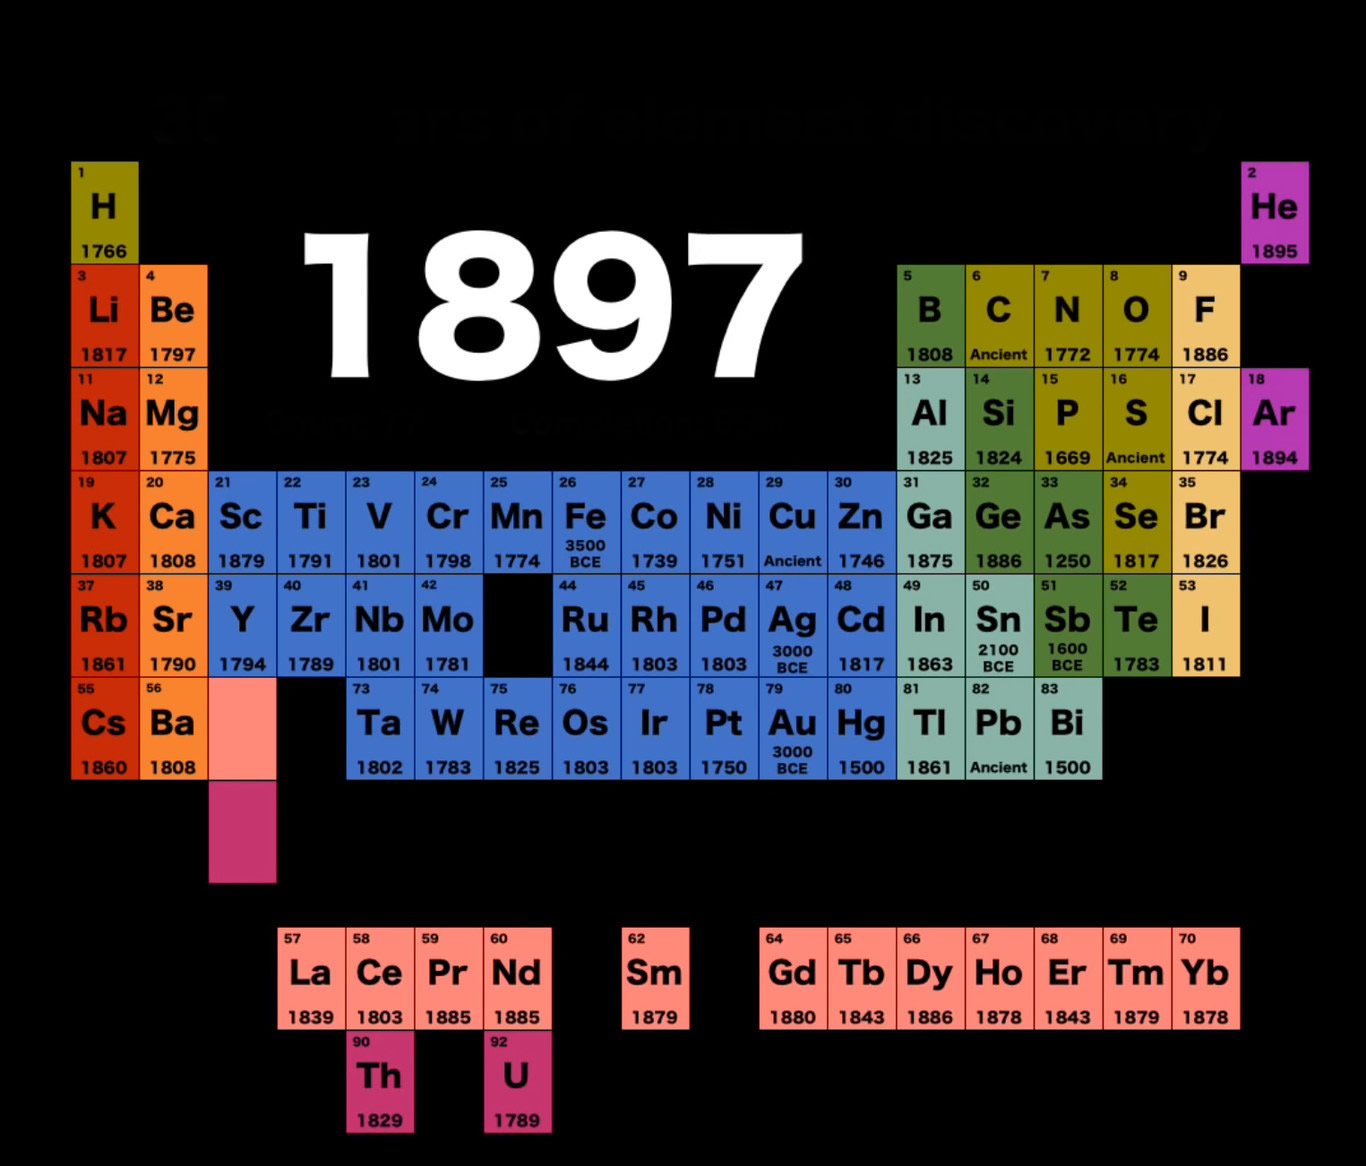 1 2
H He
1766 1895
1897
3 4 5 6 7 8 9
Li Be B C N O F
1817 1797 1808 Ancient 1772 1774 1886
11 12 13 14 15 16 17 18
Na Mg Al Si P S Cl Ar
1807 1775 1825 1824 1669 Ancient 1774 1894
19 20 21 22 23 24 25 26 27 28 29 30 31 32 33 34 35
K Ca Sc Ti V Cr Mn Fe Co Ni Cu Zn Ga Ge As Se Br
1807 1808 1879 1791 1801 1798 1774 3500 BCE 1739 1751 Ancient 1746 1875 1886 1250 1817 1826
37 38 39 40 41 42 44 45 46 47 48 49 50 51 52 53
Rb Sr Y Zr Nb Mo Ru Rh Pd Ag Cd In Sn Sb Te I
1861 1790 1794 1789 1801 1781 1844 1803 1803 3000 BCE 1817 1863 2100 BCE 1600 BCE 1783 1811
55 56 73 74 75 76 77 78 79 80 81 82 83
Cs Ba Ta W Re Os Ir Pt Au Hg Tl Pb Bi
1860 1808 1802 1783 1825 1803 1803 1750 3000 BCE 1500 1861 Ancient 1500
57 58 59 60 62 64 65 66 67 68 69 70
La Ce Pr Nd Sm Gd Tb Dy Ho Er Tm Yb
1839 1803 1885 1885 1879 1880 1843 1886 1878 1843 1879 1878
90 92
Th U
1829 1789